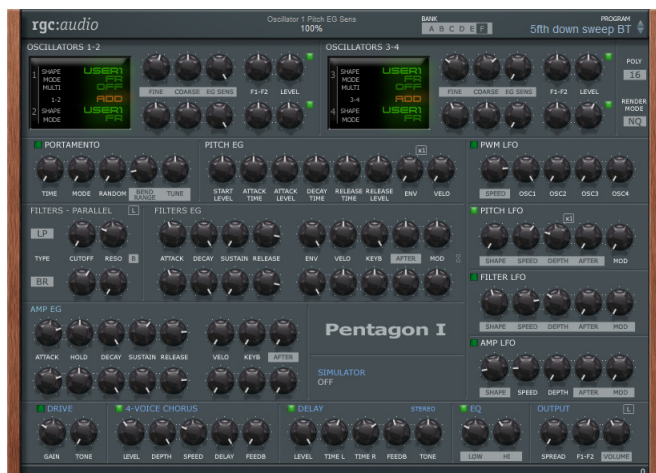 rgc:audio
Oscillator 1 Pitch EG Sens
100%
BANK
A B C D E F
PROGRAM
5fth down sweep BT
OSCILLATORS 1-2
OSCILLATORS 3-4
1 SHAPE USER1
MODE FR
MULTI OFF
1-2 ADD
2 SHAPE USER1
MODE FR
FINE COARSE EG SENS F1-F2 LEVEL
3 SHAPE USER1
MODE FR
MULTI OFF
3-4 ADD
4 SHAPE USER1
MODE FR
FINE COARSE EG SENS F1-F2 LEVEL
POLY
16
RENDER
MODE
NQ
PORTAMENTO
TIME MODE RANDOM BEND RANGE TUNE
PITCH EG
x1
START LEVEL ATTACK TIME ATTACK LEVEL DECAY TIME RELEASE TIME RELEASE LEVEL ENV VELO
PWM LFO
SPEED OSC1 OSC2 OSC3 OSC4
FILTERS - PARALLEL L
LP
TYPE CUTOFF RESO B
BR
FILTERS EG
ATTACK DECAY SUSTAIN RELEASE ENV VELO KEYB AFTER MOD
PITCH LFO
x1
SHAPE SPEED DEPTH AFTER MOD
FILTER LFO
SHAPE SPEED DEPTH AFTER MOD
AMP EG
ATTACK HOLD DECAY SUSTAIN RELEASE VELO KEYB AFTER
Pentagon I
SIMULATOR
OFF
AMP LFO
SHAPE SPEED DEPTH AFTER MOD
DRIVE
GAIN TONE
4-VOICE CHORUS
LEVEL DEPTH SPEED DELAY FEEDB
DELAY STEREO
LEVEL TIME L TIME R FEEDB TONE
EQ
LOW HI
OUTPUT L
SPREAD F1-F2 VOLUME
0